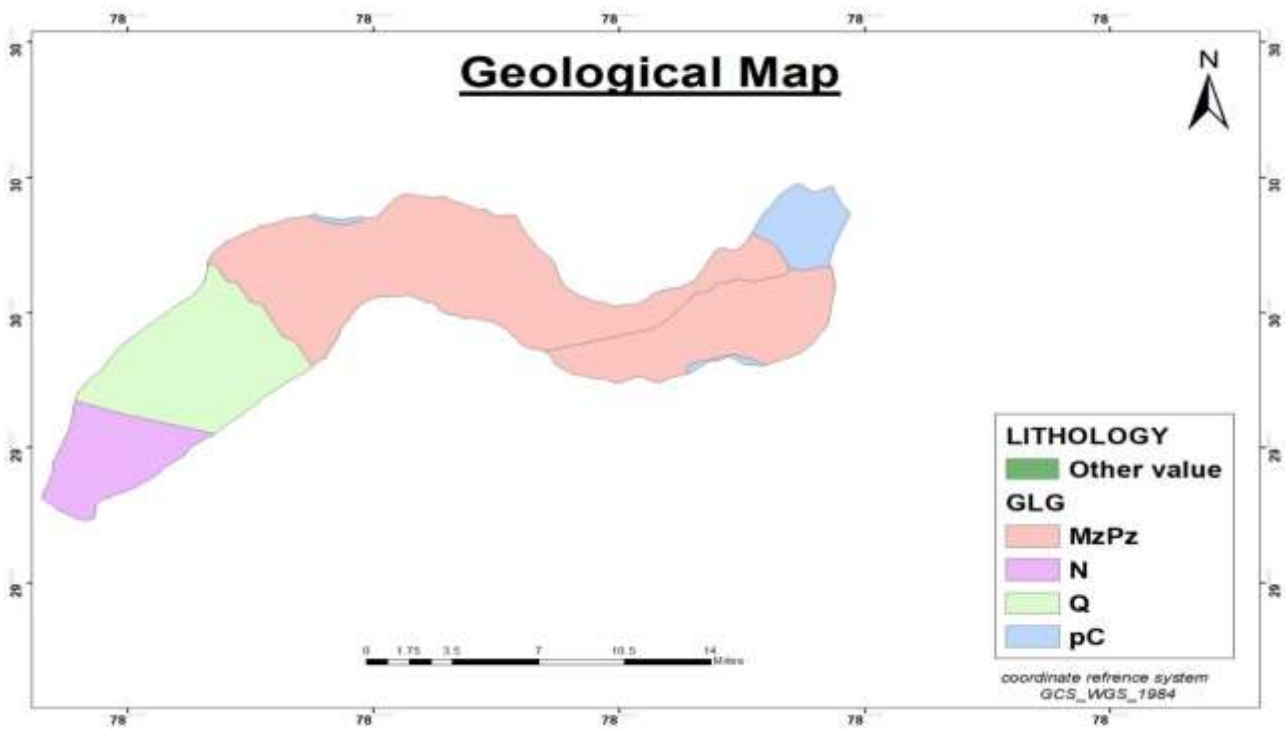 78 78 78 78 78
Geological Map
N
30 30
30 30
30 30
29 29
29 29
LITHOLOGY
Other value
GLG
MzPz
N
Q
pC
0 1.75 3.5 7 10.5 14
Miles
coordinate refrence system
GCS_WGS_1984
78 78 78 78 78